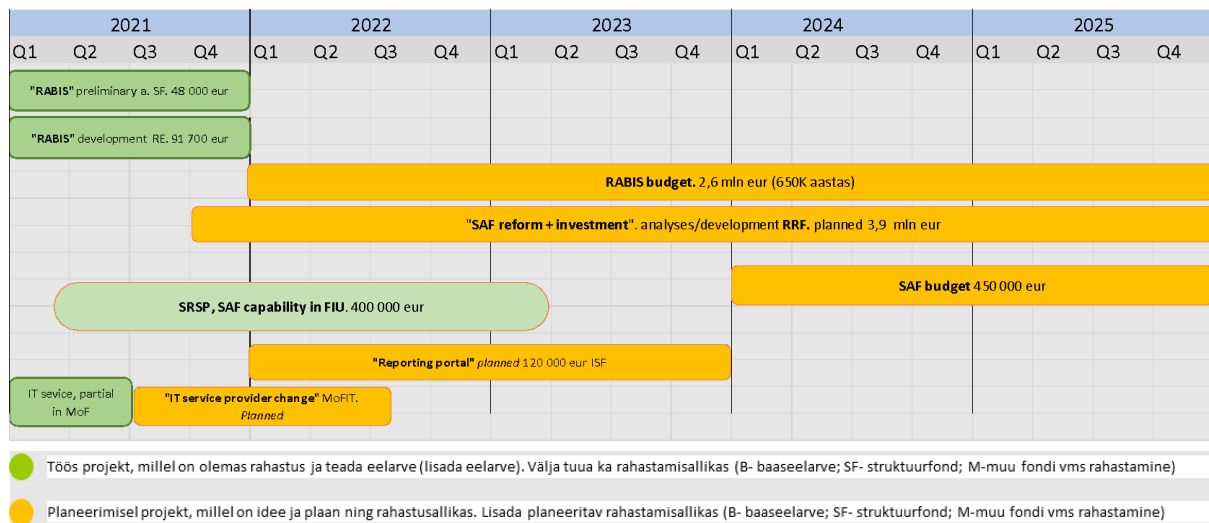 2021 2022 2023 2024 2025
Q1 Q2 Q3 Q4 Q1 Q2 Q3 Q4 Q1 Q2 Q3 Q4 Q1 Q2 Q3 Q4 Q1 Q2 Q3 Q4
"RABIS" preliminary a. SF. 48 000 eur
"RABIS" development RE. 91 700 eur
RABIS budget. 2,6 mln eur (650K aastas)
"SAF reform + investment". analyses/development RRF. planned 3,9 mln eur
SAF budget 450 000 eur
SRSP, SAF capability in FIU. 400 000 eur
"Reporting portal" planned 120 000 eur ISF
IT sevice, partial
in MoF
"IT service provider change" MoFIT.
Planned
Töös projekt, millel on olemas rahastus ja teada eelarve (lisada eelarve). Välja tuua ka rahastamisallikas (B- baaseelarve; SF- struktuurfond; M-muu fondi vms rahastamine)
Planeerimisel projekt, millel on idee ja plaan ning rahastusallikas. Lisada planeeritav rahastamisallikas (B- baaseelarve; SF- struktuurfond; M-muu fondi vms rahastamine)